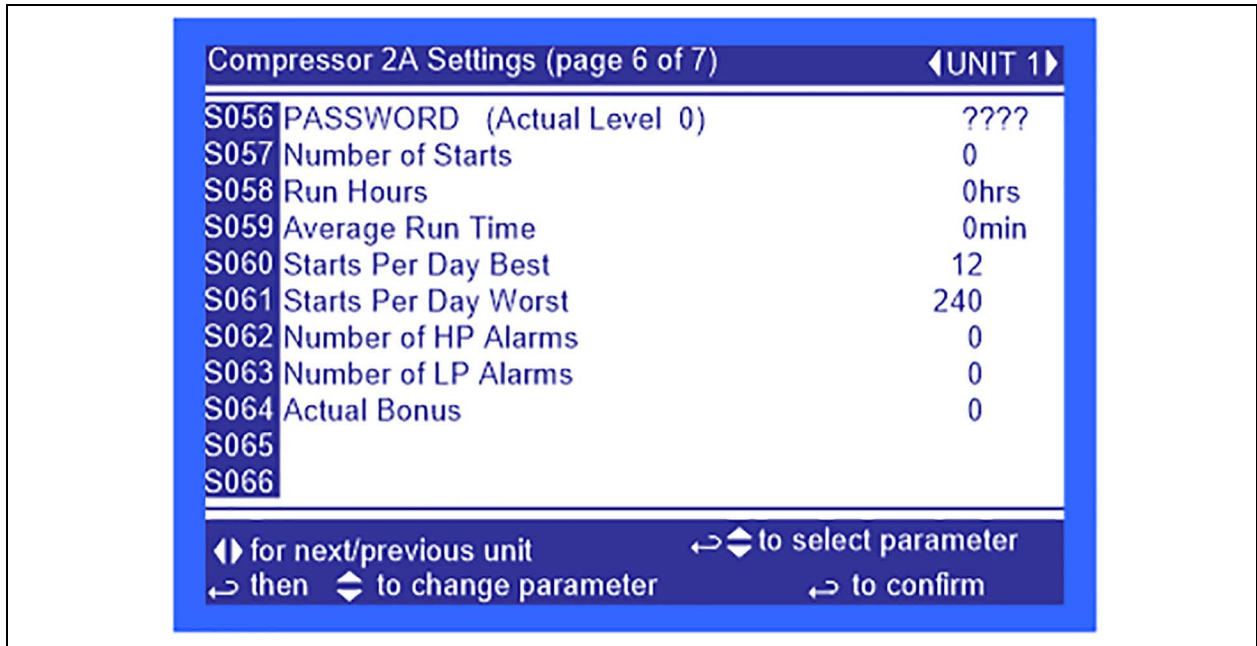 Compressor 2A Settings (page 6 of 7) UNIT 1
S056 PASSWORD (Actual Level 0) ????
S057 Number of Starts 0
S058 Run Hours 0hrs
S059 Average Run Time 0min
S060 Starts Per Day Best 12
S061 Starts Per Day Worst 240
S062 Number of HP Alarms 0
S063 Number of LP Alarms 0
S064 Actual Bonus 0
S065
S066
for next/previous unit to select parameter
then to change parameter to confirm